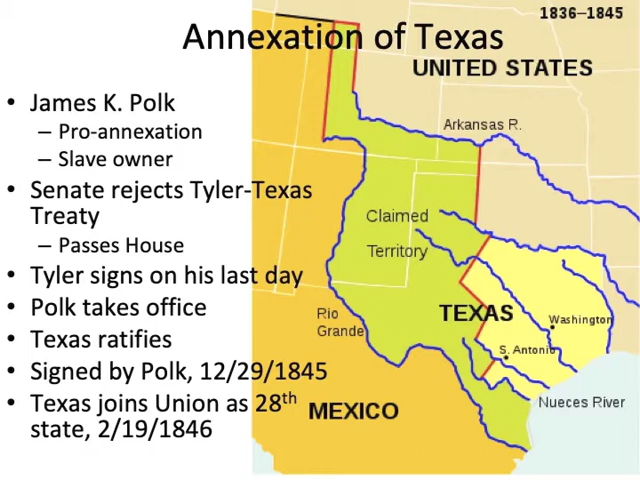 1836–1845
Annexation of Texas
UNITED STATES
• James K. Polk
– Pro-annexation
– Slave owner
• Senate rejects Tyler-Texas
Treaty
– Passes House
• Tyler signs on his last day
• Polk takes office
• Texas ratifies
• Signed by Polk, 12/29/1845
• Texas joins Union as 28th
state, 2/19/1846
Arkansas R.
Claimed
Territory
Rio
Grande
TEXAS
Washington
S. Antonio
Nueces River
MEXICO